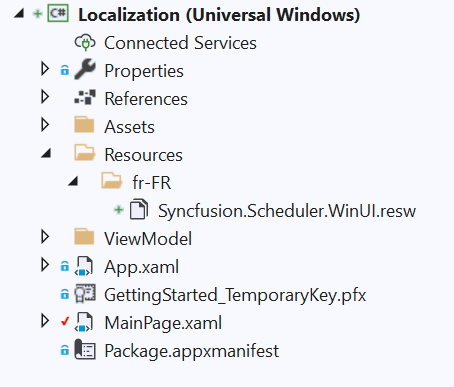 C# Localization (Universal Windows)
Connected Services
Properties
References
Assets
Resources
fr-FR
Syncfusion.Scheduler.WinUI.resw
ViewModel
App.xaml
GettingStarted_TemporaryKey.pfx
MainPage.xaml
Package.appxmanifest